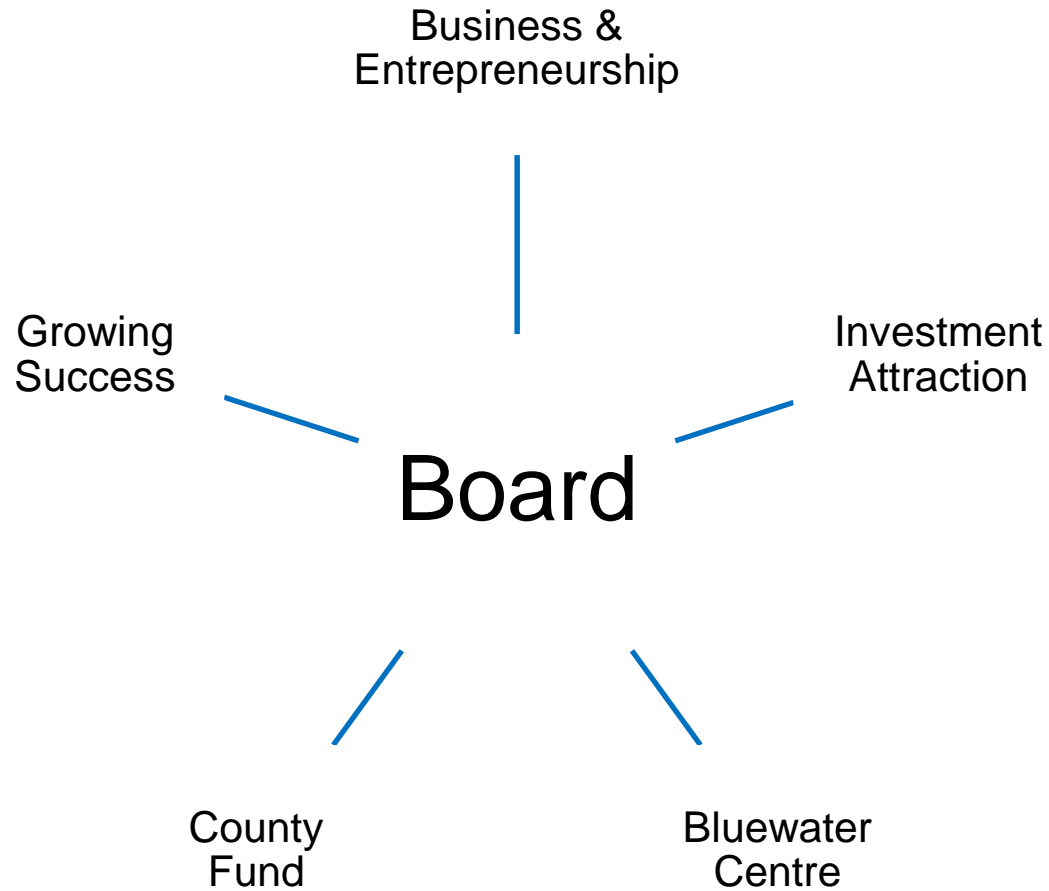 Business &
Entrepreneurship
Growing
Success
Investment
Attraction
Board
County
Fund
Bluewater
Centre